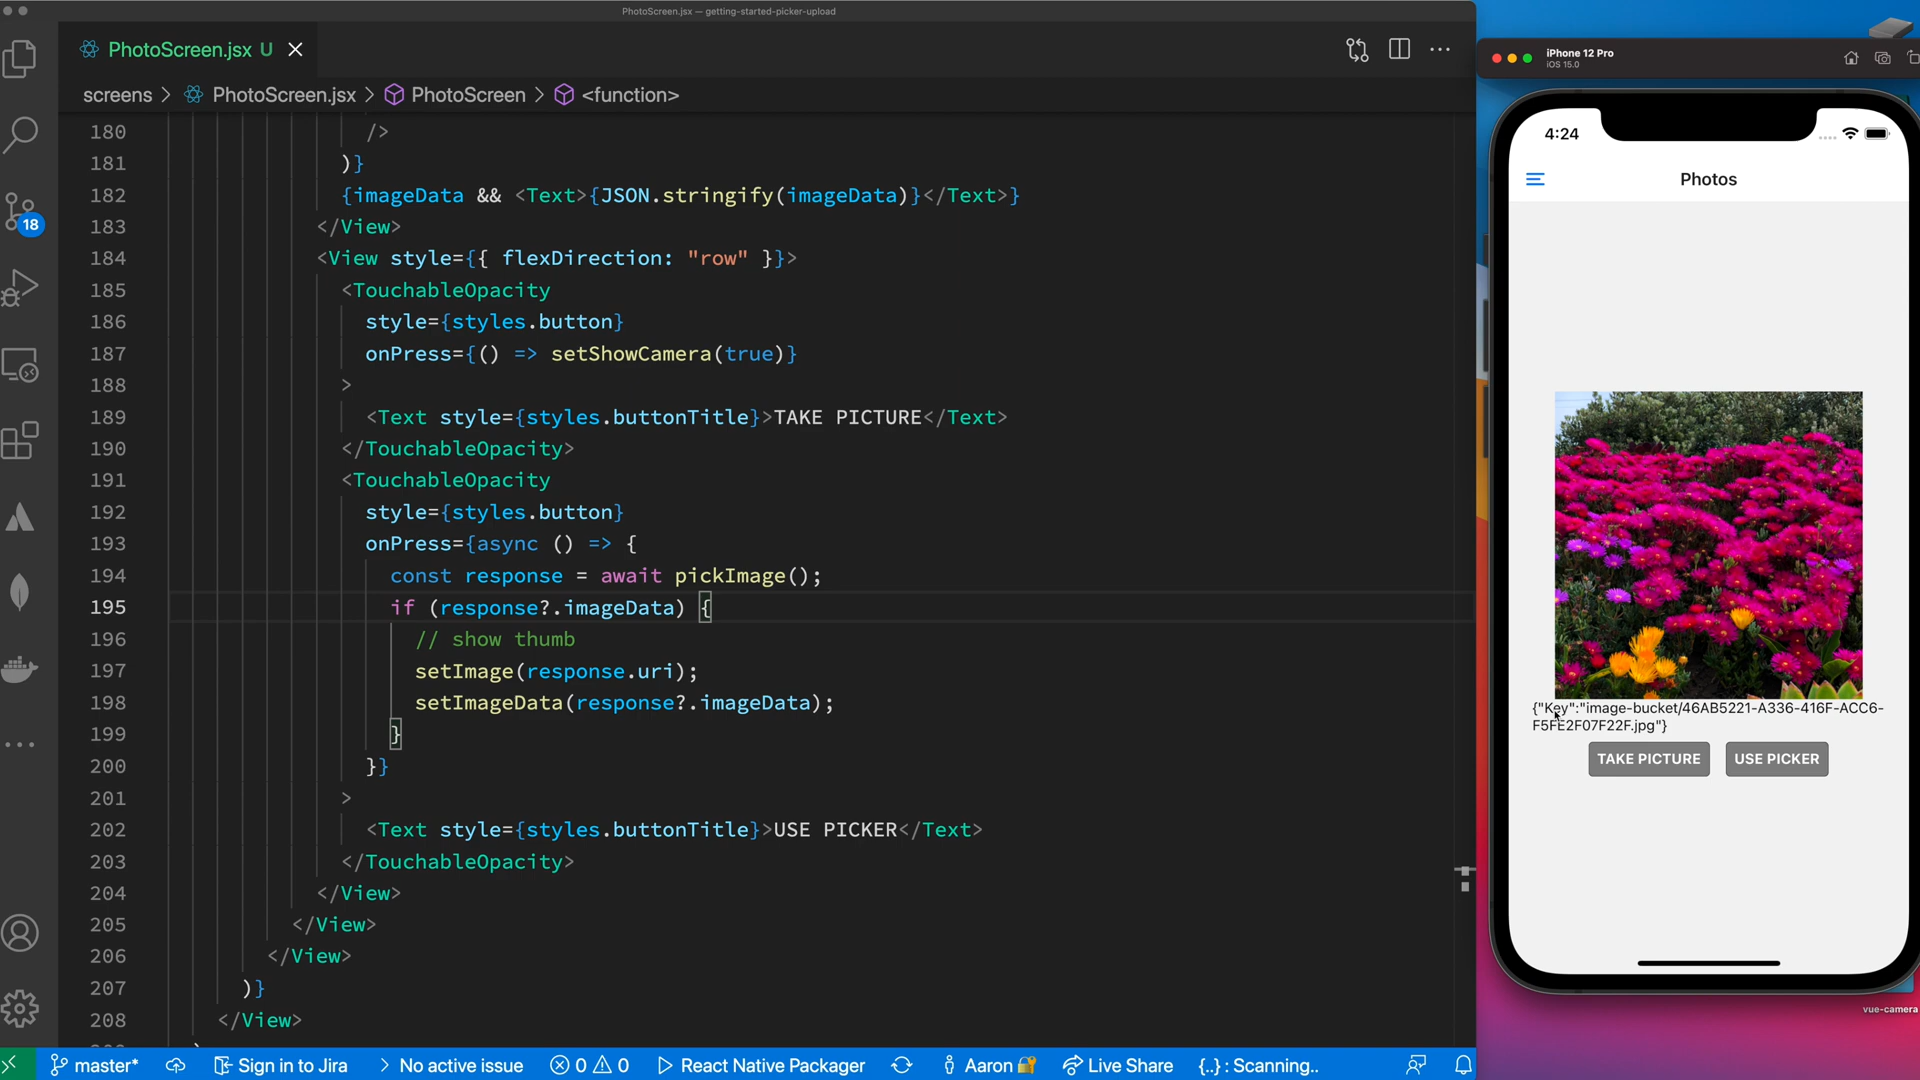 PhotoScreen.jsx — getting-started-picker-upload
PhotoScreen.jsx U
screens > PhotoScreen.jsx > PhotoScreen > <function>
180 />
181 )}
182 {imageData && <Text>{JSON.stringify(imageData)}</Text>}
183 </View>
184 <View style={{ flexDirection: "row" }}>
185 <TouchableOpacity
186 style={styles.button}
187 onPress={() => setShowCamera(true)}
188 >
189 <Text style={styles.buttonTitle}>TAKE PICTURE</Text>
190 </TouchableOpacity>
191 <TouchableOpacity
192 style={styles.button}
193 onPress={async () => {
194 const response = await pickImage();
195 if (response?.imageData) {
196 // show thumb
197 setImage(response.uri);
198 setImageData(response?.imageData);
199 }
200 }}
201 >
202 <Text style={styles.buttonTitle}>USE PICKER</Text>
203 </TouchableOpacity>
204 </View>
205 </View>
206 </View>
207 )}
208 </View>
18
master*
Sign in to Jira
No active issue
0 0
React Native Packager
Aaron
Live Share
{..} : Scanning..
iPhone 12 Pro
iOS 15.0
4:24
Photos
{"Key":"image-bucket/46AB5221-A336-416F-ACC6-
F5FE2F07F22F.jpg"}
TAKE PICTURE
USE PICKER
vue-camera